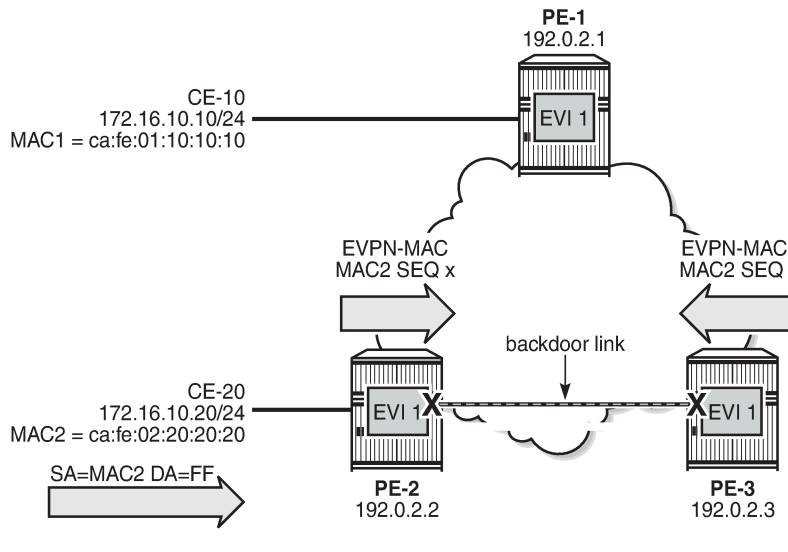 PE-1
192.0.2.1
CE-10
172.16.10.10/24
MAC1 = ca:fe:01:10:10:10
EVI 1
EVPN-MAC
MAC2 SEQ x
EVPN-MAC
MAC2 SEQ
backdoor link
CE-20
172.16.10.20/24
MAC2 = ca:fe:02:20:20:20
EVI 1
X
X
EVI 1
SA=MAC2 DA=FF
PE-2
192.0.2.2
PE-3
192.0.2.3